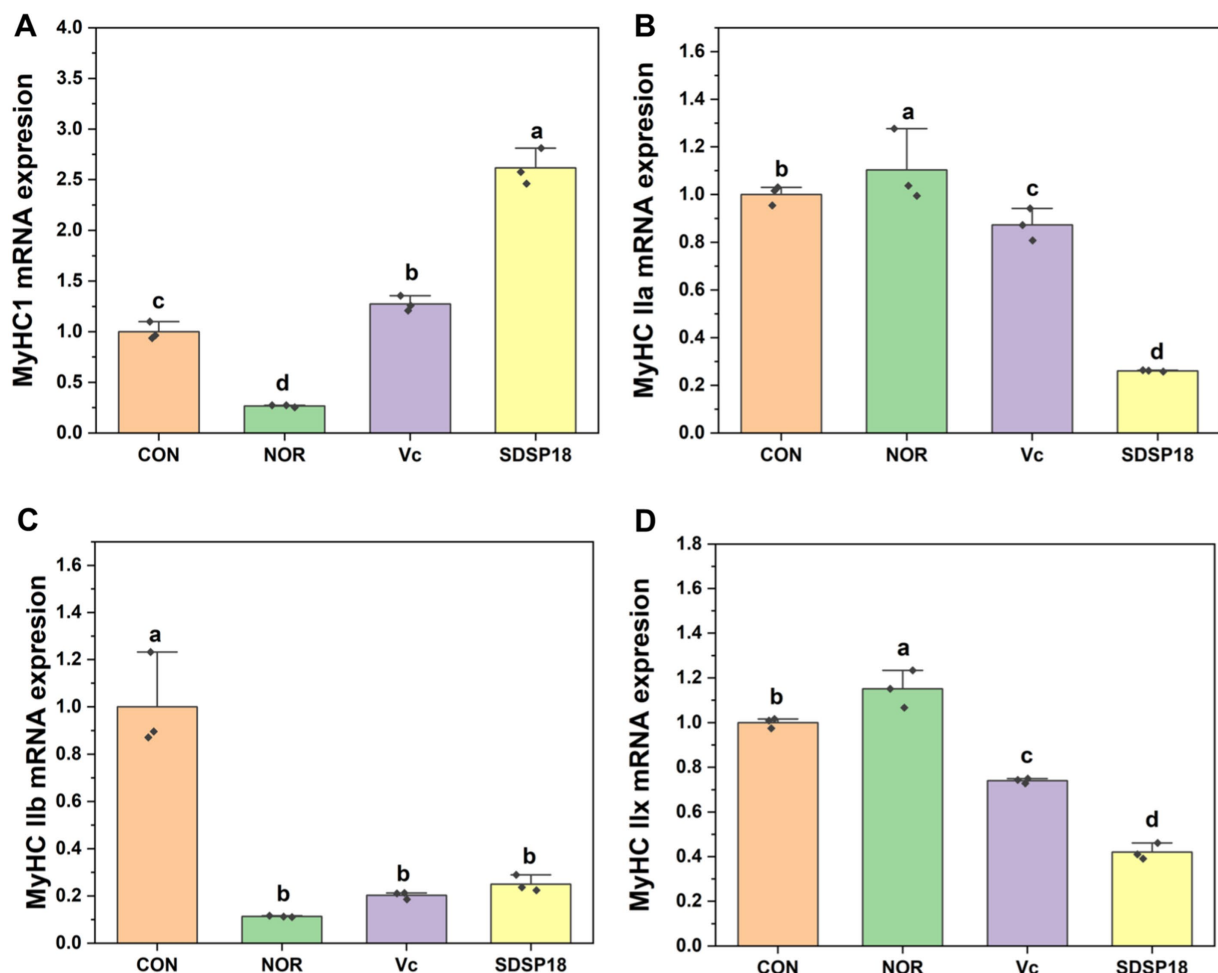 A
MyHC1 mRNA expresion
4.0
3.5
3.0
2.5
2.0
1.5
1.0
0.5
0.0
c
d
b
a
CON NOR Vc SDSP18
B
MyHC IIa mRNA expresion
1.6
1.4
1.2
1.0
0.8
0.6
0.4
0.2
0.0
b
a
c
d
CON NOR Vc SDSP18
C
MyHC IIb mRNA expresion
1.6
1.4
1.2
1.0
0.8
0.6
0.4
0.2
0.0
a
b
b
b
CON NOR Vc SDSP18
D
MyHC IIx mRNA expresion
1.8
1.6
1.4
1.2
1.0
0.8
0.6
0.4
0.2
0.0
b
a
c
d
CON NOR Vc SDSP18